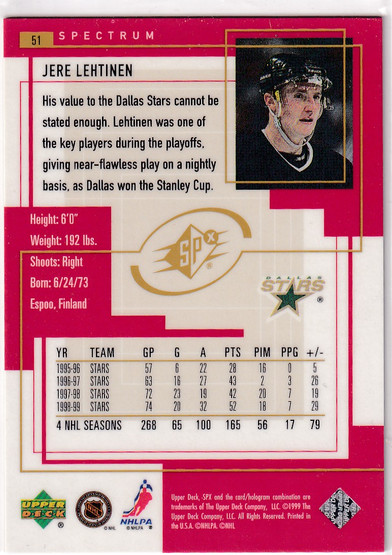 51 SPECTRUM
JERE LEHTINEN
His value to the Dallas Stars cannot be
stated enough. Lehtinen was one of
the key players during the playoffs,
giving near-flawless play on a nightly
basis, as Dallas won the Stanley Cup.
Height: 6'0"
Weight: 192 lbs.
Shoots: Right
Born: 6/24/73
Espoo, Finland
SPX
DALLAS
STARS ®
YR TEAM GP G A PTS PIM PPG +/-
1995-96 STARS 57 6 22 28 16 0 5
1996-97 STARS 63 16 27 43 2 3 26
1997-98 STARS 72 23 19 42 20 7 19
1998-99 STARS 74 20 32 52 18 7 29
4 NHL SEASONS 268 65 100 165 56 17 79
UPPER
DECK ®
NHLPA
Upper Deck, SPX and the card/hologram combination are
trademarks of The Upper Deck Company, LLC. ©1999 The
Upper Deck Company, LLC. All Rights Reserved. Printed in
the U.S.A. ©NHLPA. ©NHL